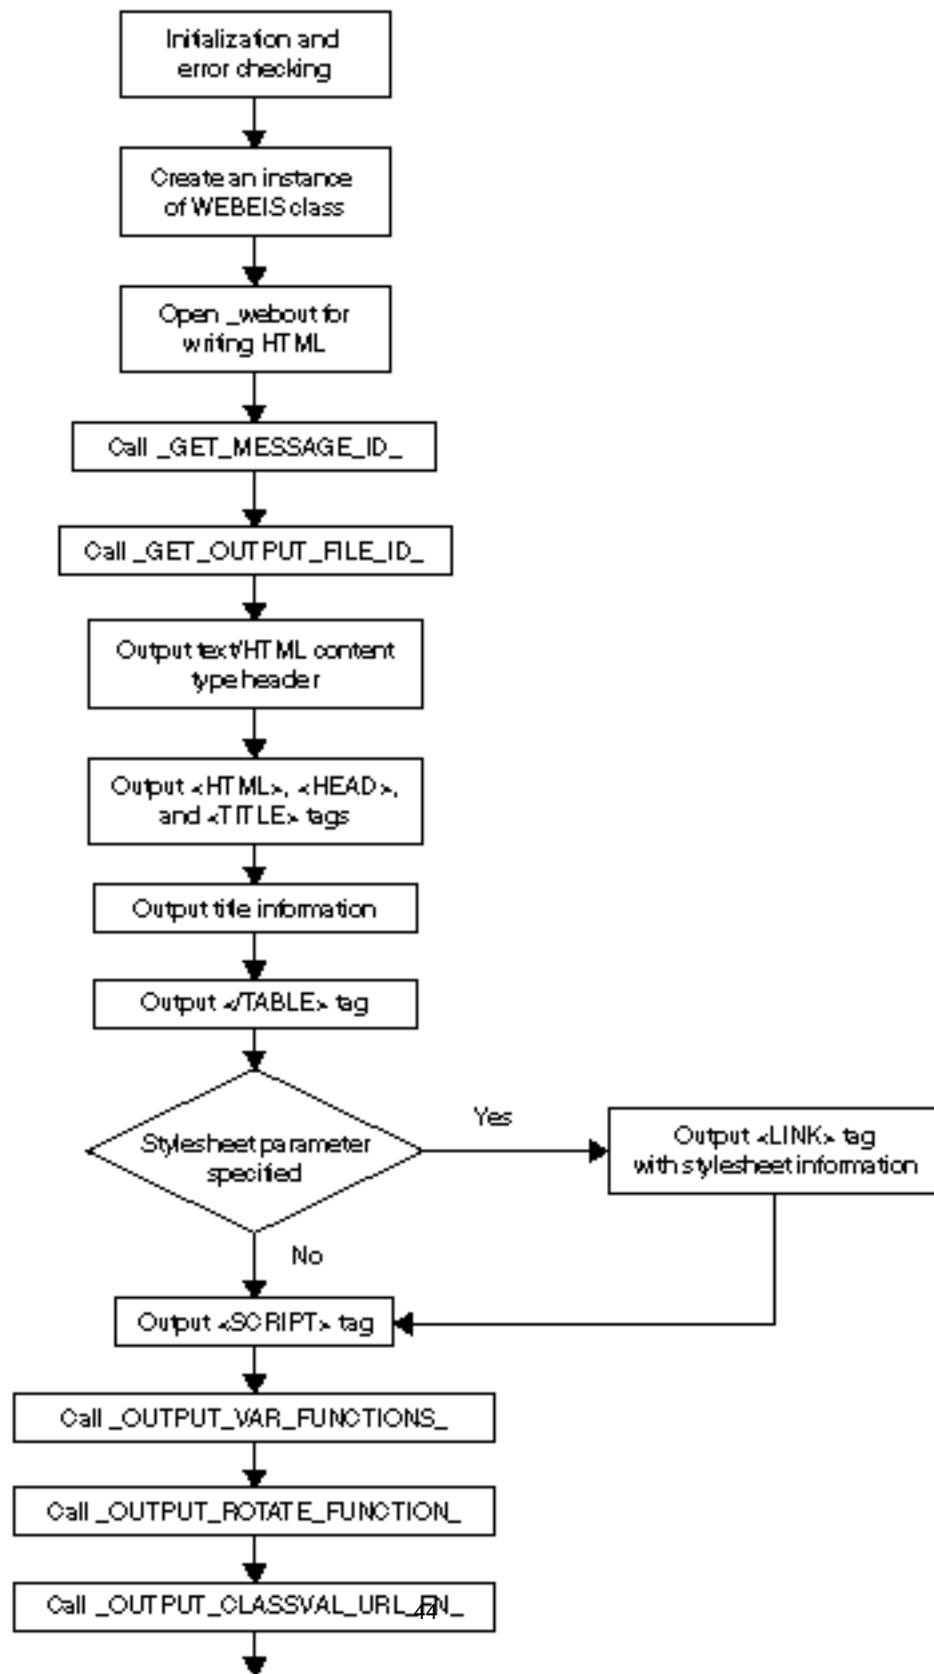 Initialization and
error checking
Create an instance
of WEBEIS class
Open _webout for
writing HTML
Call _GET_MESSAGE_ID_
Call _GET_OUTPUT_FILE_ID_
Output text/HTML content
type header
Output <HTML>, <HEAD>,
and <TITLE> tags
Output title information
Output </TABLE> tag
Stylesheet parameter
specified
Yes
Output <LINK> tag
with stylesheet information
No
Output <SCRIPT> tag
Call _OUTPUT_VAR_FUNCTIONS_
Call _OUTPUT_ROTATE_FUNCTION_
Call _OUTPUT_CLASSVAL_URL_FN_
44